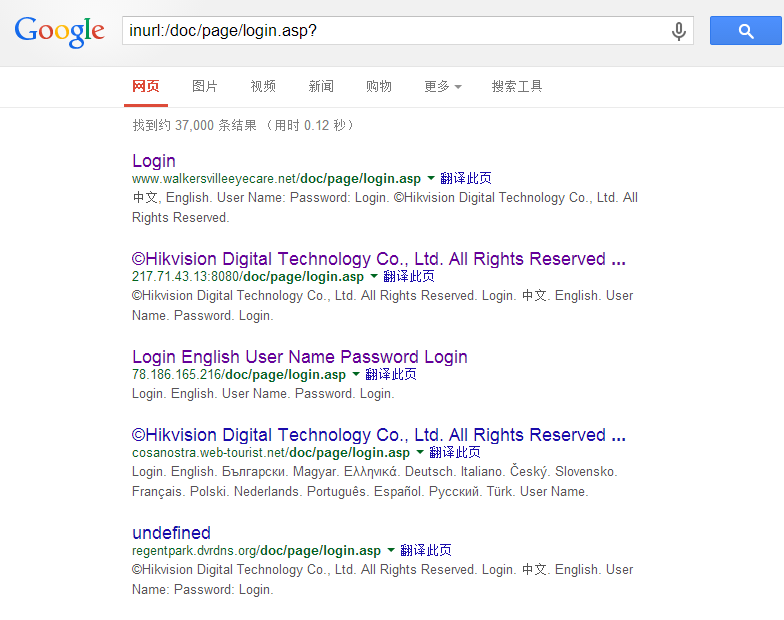 Google
inurl:/doc/page/login.asp?
网页 图片 视频 新闻 购物 更多 搜索工具
找到约 37,000 条结果 （用时 0.12 秒）
Login
www.walkersvilleeyecare.net/doc/page/login.asp 翻译此页
中文, English. User Name: Password: Login. ©Hikvision Digital Technology Co., Ltd. All
Rights Reserved.
©Hikvision Digital Technology Co., Ltd. All Rights Reserved ...
217.71.43.13:8080/doc/page/login.asp 翻译此页
©Hikvision Digital Technology Co., Ltd. All Rights Reserved. Login. 中文. English. User
Name. Password. Login.
Login English User Name Password Login
78.186.165.216/doc/page/login.asp 翻译此页
Login. English. User Name. Password. Login.
©Hikvision Digital Technology Co., Ltd. All Rights Reserved ...
cosanostra.web-tourist.net/doc/page/login.asp 翻译此页
Login. English. Български. Magyar. Ελληνικά. Deutsch. Italiano. Český. Slovensko.
Français. Polski. Nederlands. Português. Español. Русский. Türk. User Name.
undefined
regentpark.dvrdns.org/doc/page/login.asp 翻译此页
©Hikvision Digital Technology Co., Ltd. All Rights Reserved. Login. 中文. English. User
Name: Password: Login.